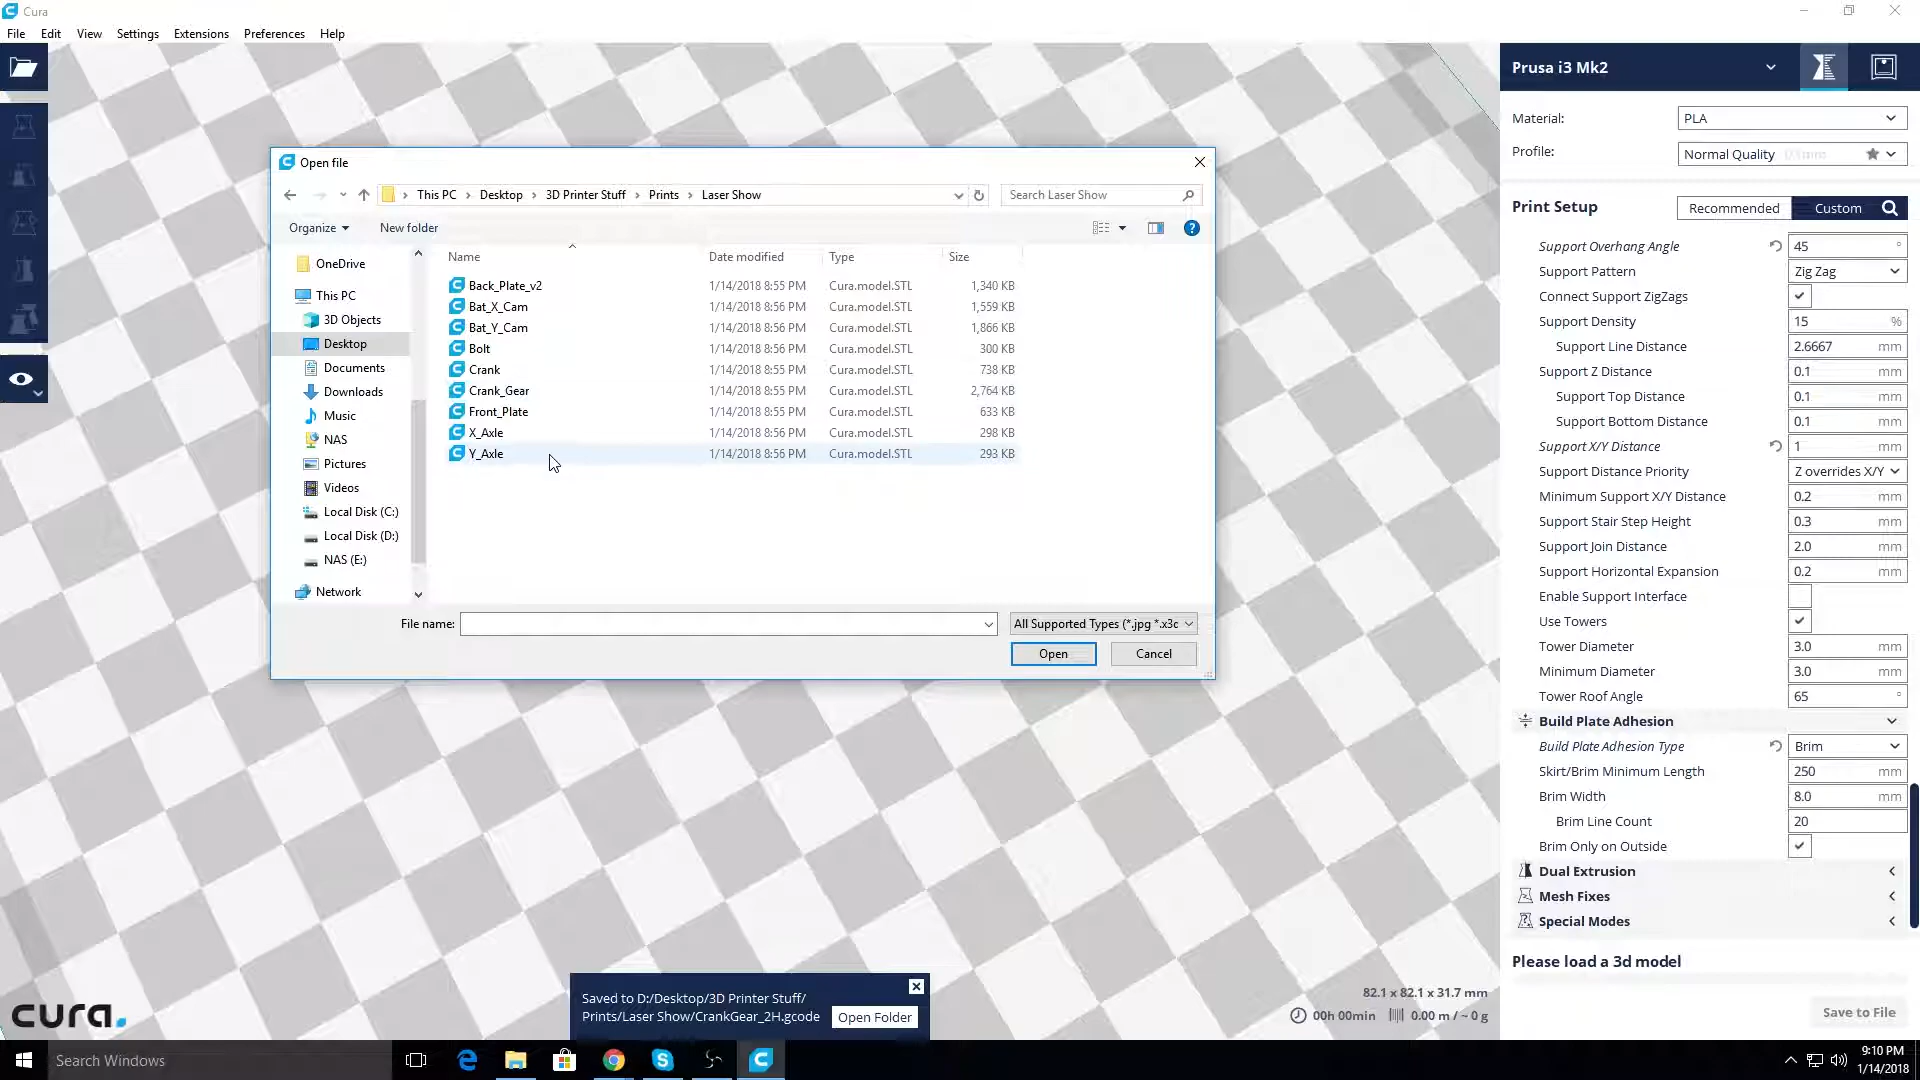 Cura
File Edit View Settings Extensions Preferences Help
Prusa i3 Mk2
Material: PLA
Profile: Normal Quality
Print Setup Recommended Custom
Support Overhang Angle 45 °
Support Pattern Zig Zag
Connect Support ZigZags
Support Density 15 %
Support Line Distance 2.6667 mm
Support Z Distance 0.1 mm
Support Top Distance 0.1 mm
Support Bottom Distance 0.1 mm
Support X/Y Distance 1 mm
Support Distance Priority Z overrides X/Y
Minimum Support X/Y Distance 0.2 mm
Support Stair Step Height 0.3 mm
Support Join Distance 2.0 mm
Support Horizontal Expansion 0.2 mm
Enable Support Interface
Use Towers
Tower Diameter 3.0 mm
Minimum Diameter 3.0 mm
Tower Roof Angle 65 °
Build Plate Adhesion
Build Plate Adhesion Type Brim
Skirt/Brim Minimum Length 250 mm
Brim Width 8.0 mm
Brim Line Count 20
Brim Only on Outside
Dual Extrusion
Mesh Fixes
Special Modes
Please load a 3d model
Save to File
Open file
This PC > Desktop > 3D Printer Stuff > Prints > Laser Show
Search Laser Show
Organize New folder
OneDrive
This PC
3D Objects
Desktop
Documents
Downloads
Music
NAS
Pictures
Videos
Local Disk (C:)
Local Disk (D:)
NAS (E:)
Network
Name Date modified Type Size
Back_Plate_v2 1/14/2018 8:55 PM Cura.model.STL 1,340 KB
Bat_X_Cam 1/14/2018 8:56 PM Cura.model.STL 1,559 KB
Bat_Y_Cam 1/14/2018 8:56 PM Cura.model.STL 1,866 KB
Bolt 1/14/2018 8:56 PM Cura.model.STL 300 KB
Crank 1/14/2018 8:55 PM Cura.model.STL 738 KB
Crank_Gear 1/14/2018 8:55 PM Cura.model.STL 2,764 KB
Front_Plate 1/14/2018 8:55 PM Cura.model.STL 633 KB
X_Axle 1/14/2018 8:56 PM Cura.model.STL 298 KB
Y_Axle 1/14/2018 8:56 PM Cura.model.STL 293 KB
File name: All Supported Types (*.jpg *.x3d
Open Cancel
cura.
Saved to D:/Desktop/3D Printer Stuff/
Prints/Laser Show/CrankGear_2H.gcode
Open Folder
82.1 x 82.1 x 31.7 mm
00h 00min 0.00 m / ~ 0 g
Search Windows
9:10 PM
1/14/2018